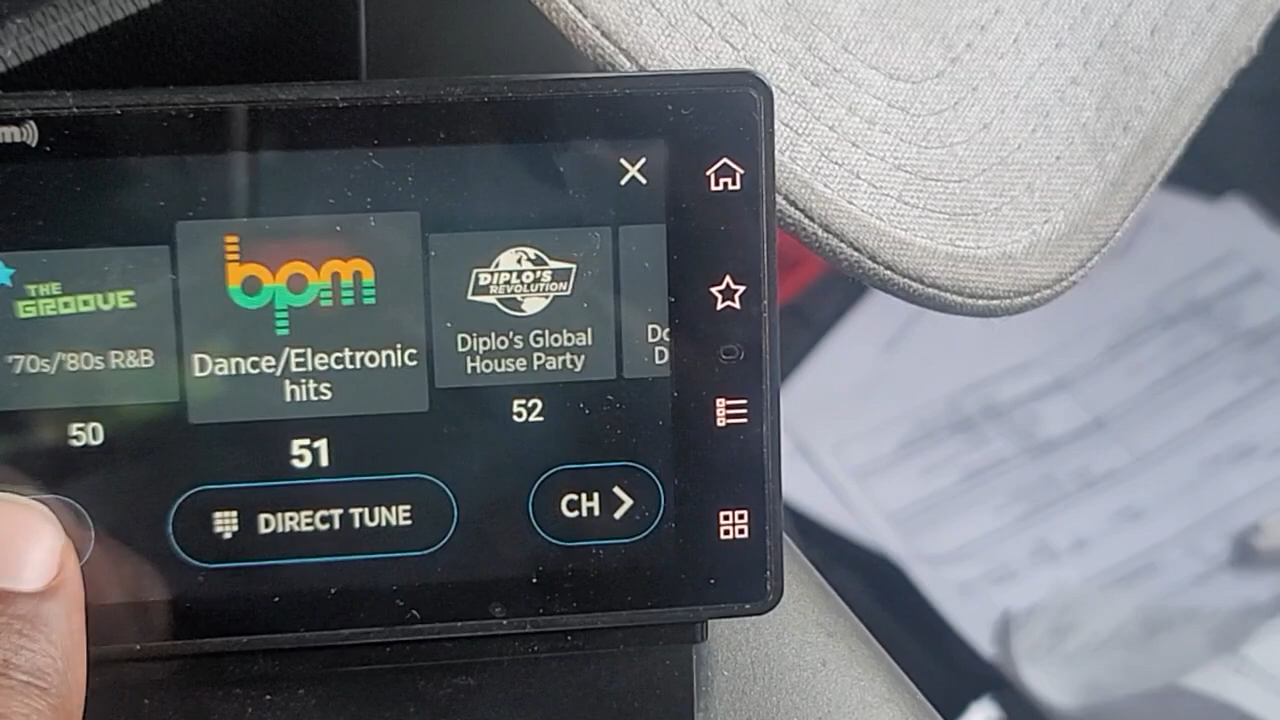 m
THE
GROOVE
'70s/'80s R&B
50
bpm
Dance/Electronic
hits
51
DIPLO'S
REVOLUTION
Diplo's Global
House Party
52
DIRECT TUNE
CH